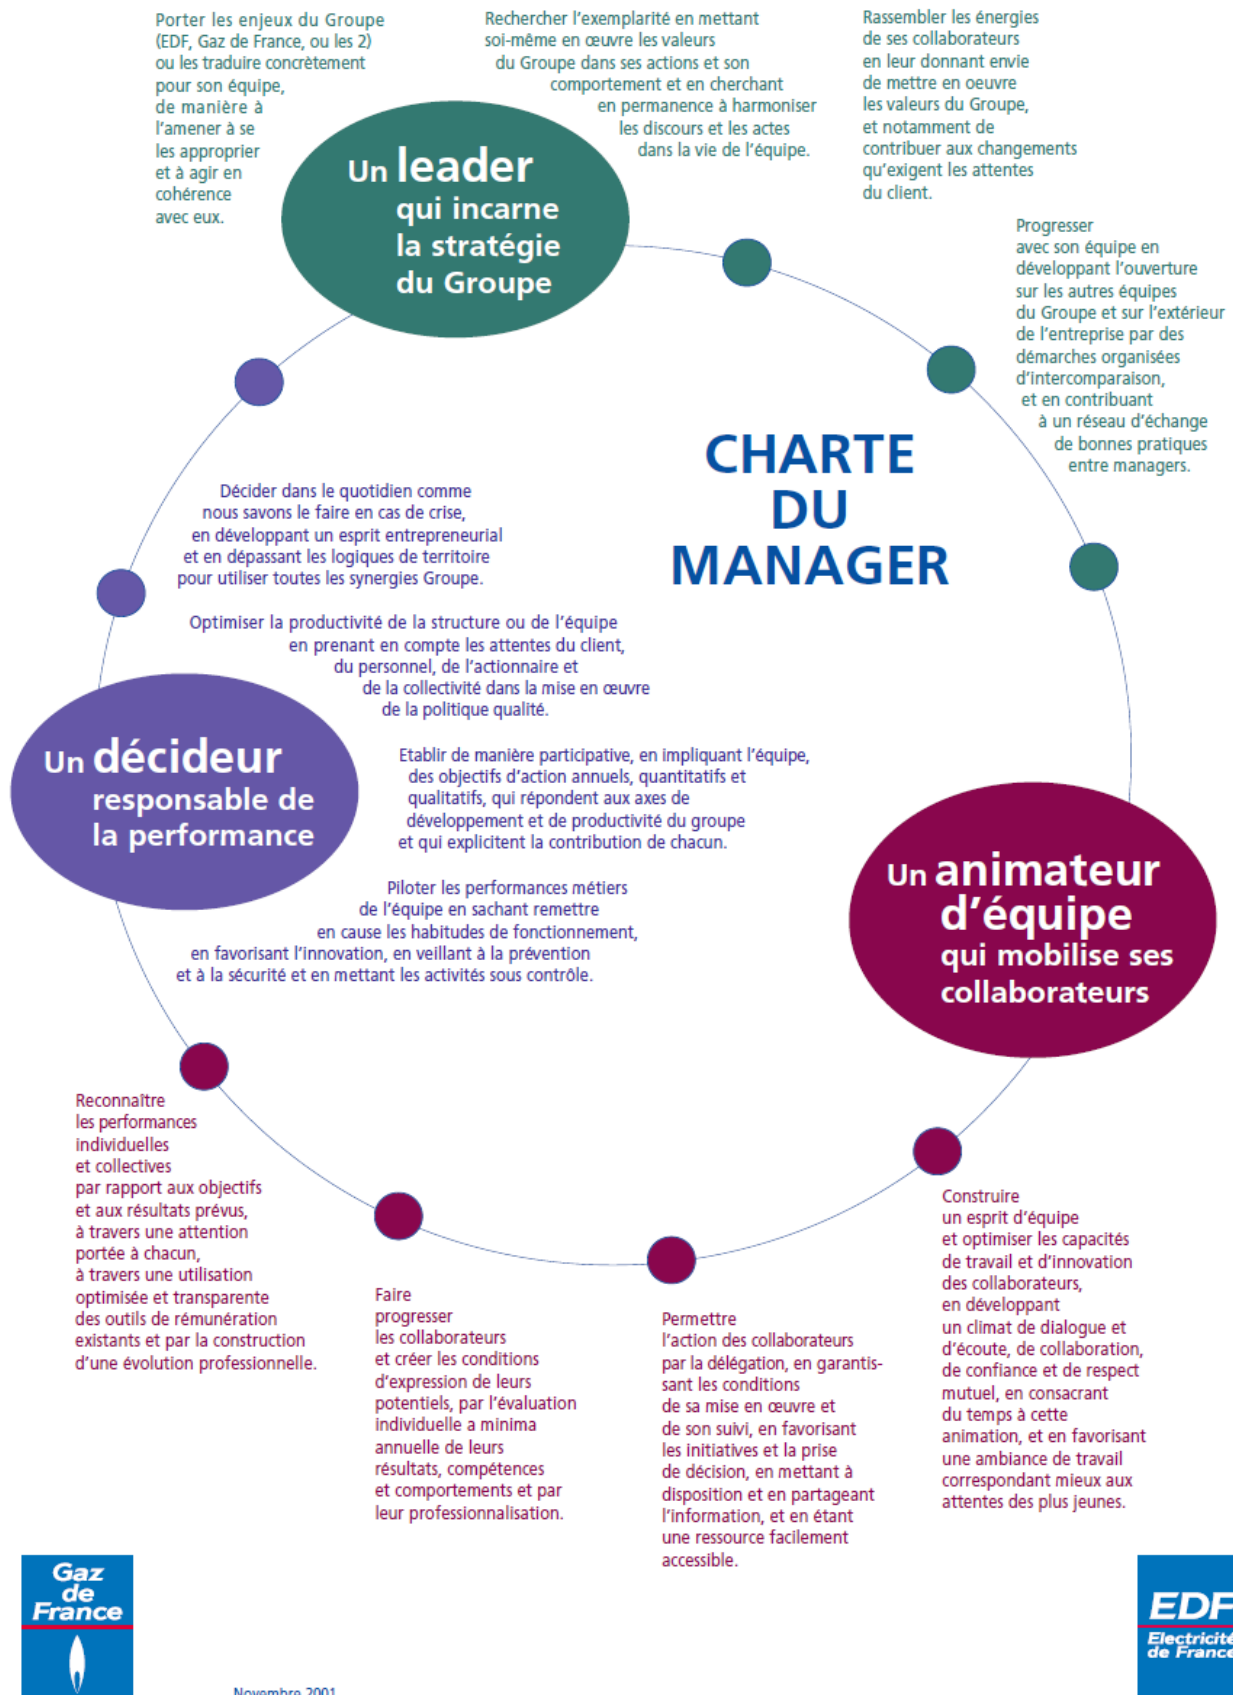 Porter les enjeux du Groupe
(EDF, Gaz de France, ou les 2)
ou les traduire concrètement
pour son équipe,
de manière à
l'amener à se
les approprier
et à agir en
cohérence
avec eux.
Rechercher l'exemplarité en mettant
soi-même en œuvre les valeurs
du Groupe dans ses actions et son
comportement et en cherchant
en permanence à harmoniser
les discours et les actes
dans la vie de l'équipe.
Rassembler les énergies
de ses collaborateurs
en leur donnant envie
de mettre en oeuvre
les valeurs du Groupe,
et notamment de
contribuer aux changements
qu'exigent les attentes
du client.
Progresser
avec son équipe en
développant l'ouverture
sur les autres équipes
du Groupe et sur l'extérieur
de l'entreprise par des
démarches organisées
d'intercomparaison,
et en contribuant
à un réseau d'échange
de bonnes pratiques
entre managers.
Un leader
qui incarne
la stratégie
du Groupe
CHARTE
DU
MANAGER
Décider dans le quotidien comme
nous savons le faire en cas de crise,
en développant un esprit entrepreneurial
et en dépassant les logiques de territoire
pour utiliser toutes les synergies Groupe.
Optimiser la productivité de la structure ou de l'équipe
en prenant en compte les attentes du client,
du personnel, de l'actionnaire et
de la collectivité dans la mise en œuvre
de la politique qualité.
Un décideur
responsable de
la performance
Etablir de manière participative, en impliquant l'équipe,
des objectifs d'action annuels, quantitatifs et
qualitatifs, qui répondent aux axes de
développement et de productivité du groupe
et qui explicitent la contribution de chacun.
Piloter les performances métiers
de l'équipe en sachant remettre
en cause les habitudes de fonctionnement,
en favorisant l'innovation, en veillant à la prévention
et à la sécurité et en mettant les activités sous contrôle.
Un animateur
d'équipe
qui mobilise ses
collaborateurs
Reconnaître
les performances
individuelles
et collectives
par rapport aux objectifs
et aux résultats prévus,
à travers une attention
portée à chacun,
à travers une utilisation
optimisée et transparente
des outils de rémunération
existants et par la construction
d'une évolution professionnelle.
Faire
progresser
les collaborateurs
et créer les conditions
d'expression de leurs
potentiels, par l'évaluation
individuelle a minima
annuelle de leurs
résultats, compétences
et comportements et par
leur professionnalisation.
Permettre
l'action des collaborateurs
par la délégation, en garantis-
sant les conditions
de sa mise en œuvre et
de son suivi, en favorisant
les initiatives et la prise
de décision, en mettant à
disposition et en partageant
l'information, et en étant
une ressource facilement
accessible.
Construire
un esprit d'équipe
et optimiser les capacités
de travail et d'innovation
des collaborateurs,
en développant
un climat de dialogue et
d'écoute, de collaboration,
de confiance et de respect
mutuel, en consacrant
du temps à cette
animation, et en favorisant
une ambiance de travail
correspondant mieux aux
attentes des plus jeunes.
Gaz
de
France
EDF
Electricité
de France
Novembre 2001